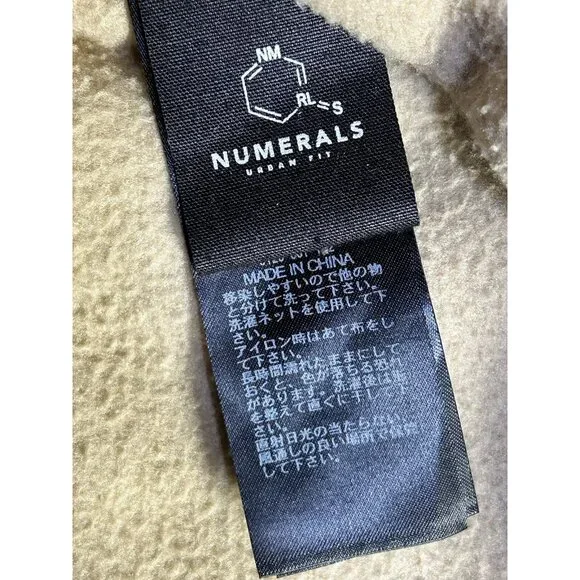 NM
RL=S
NUMERALS
URBAN FIT
MADE IN CHINA
移染しやすいので他の物
と分けて洗って下さい。
洗濯ネットを使用して下
さい。
アイロン時はあて布をし
て下さい。
長時間濡れたままにして
おくと、色が落ちる恐れ
があります。洗濯後は形
を整えて直ぐに干して下
さい。
直射日光の当たらない、
風通しの良い場所で保管
して下さい。